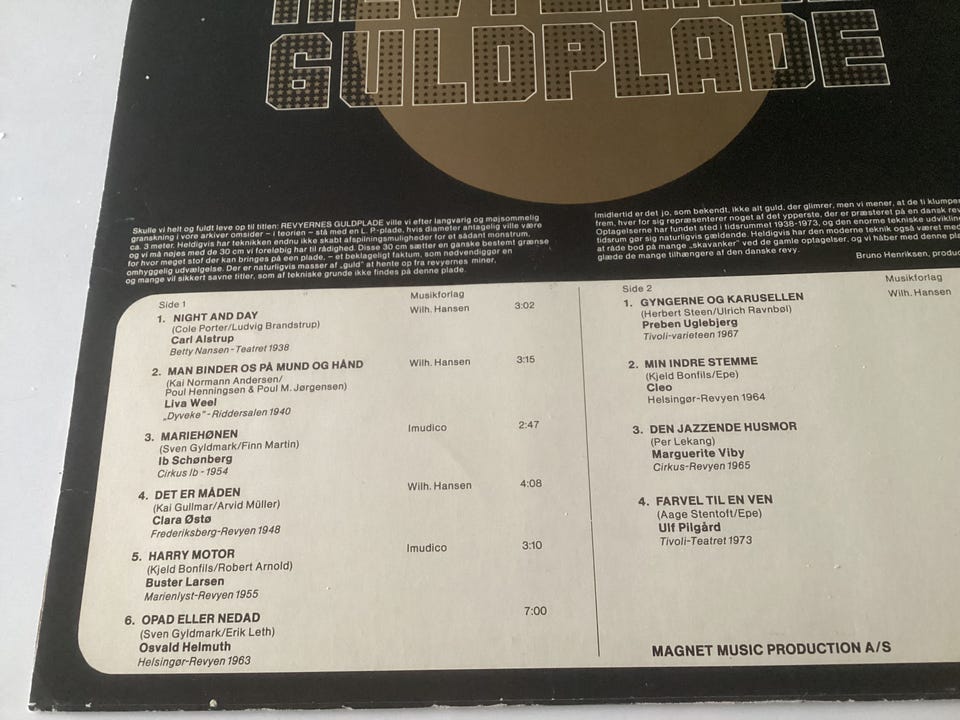 GULDPLADE
Skulle vi helt og fuldt leve op til titlen: REVYERNES GULDPLADE ville vi efter langvarig og møjsommelig
granskning i vore arkiver omsider – i teorien – stå med en L. P.-plade, hvis diameter antagelig ville være
ca. 3 meter. Heldigvis har teknikken endnu ikke skabt afspilningsmuligheder for et sådant monstrum,
og vi må nøjes med de 30 cm vi foreløbig har til rådighed. Disse 30 cm sætter en ganske bestemt grænse
for hvor meget stof der kan bringes på een plade, – et beklageligt faktum, som nødvendiggør en
omhyggelig udvælgelse. Der er naturligvis masser af „guld" at hente op fra revyernes miner,
og mange vil sikkert savne titler, som af tekniske grunde ikke findes på denne plade.
Imidlertid er det jo, som bekendt, ikke alt guld, der glimrer, men vi mener, at de ti klumper
frem, hver for sig repræsenterer noget af det ypperste, der er præsteret på en dansk
Optagelserne har fundet sted i tidsrummet 1938-1973, og den enorme tekniske
tidsrum gør sig naturligvis gældende. Heldigvis har den moderne teknik også været
at råde bod på mange „skavanker" ved de gamle optagelser, og vi håber med denne
glæde de mange tilhængere af den danske revy.
Bruno Henriksen,
Side 1
Musikforlag
1. NIGHT AND DAY Wilh. Hansen 3:02
(Cole Porter/Ludvig Brandstrup)
Carl Alstrup
Betty Nansen-Teatret 1938
2. MAN BINDER OS PÅ MUND OG HÅND Wilh. Hansen 3:15
(Kai Normann Andersen/
Poul Henningsen & Poul M. Jørgensen)
Liva Weel
„Dyveke"- Riddersalen 1940
3. MARIEHØNEN Imudico 2:47
(Sven Gyldmark/Finn Martin)
Ib Schønberg
Cirkus Ib - 1954
4. DET ER MÅDEN Wilh. Hansen 4:08
(Kai Gullmar/Arvid Müller)
Clara Østø
Frederiksberg-Revyen 1948
5. HARRY MOTOR Imudico 3:10
(Kjeld Bonfils/Robert Arnold)
Buster Larsen
Marienlyst-Revyen 1955
6. OPAD ELLER NEDAD 7:00
(Sven Gyldmark/Erik Leth)
Osvald Helmuth
Helsingør-Revyen 1963
Side 2
Musikforlag
1. GYNGERNE OG KARUSELLEN Wilh. Hansen
(Herbert Steen/Ulrich Ravnbøl)
Preben Uglebjerg
Tivoli-varieteen 1967
2. MIN INDRE STEMME
(Kjeld Bonfils/Epe)
Cleo
Helsingør-Revyen 1964
3. DEN JAZZENDE HUSMOR
(Per Lekang)
Marguerite Viby
Cirkus-Revyen 1965
4. FARVEL TIL EN VEN
(Aage Stentoft/Epe)
Ulf Pilgård
Tivoli-Teatret 1973
MAGNET MUSIC PRODUCTION A/S